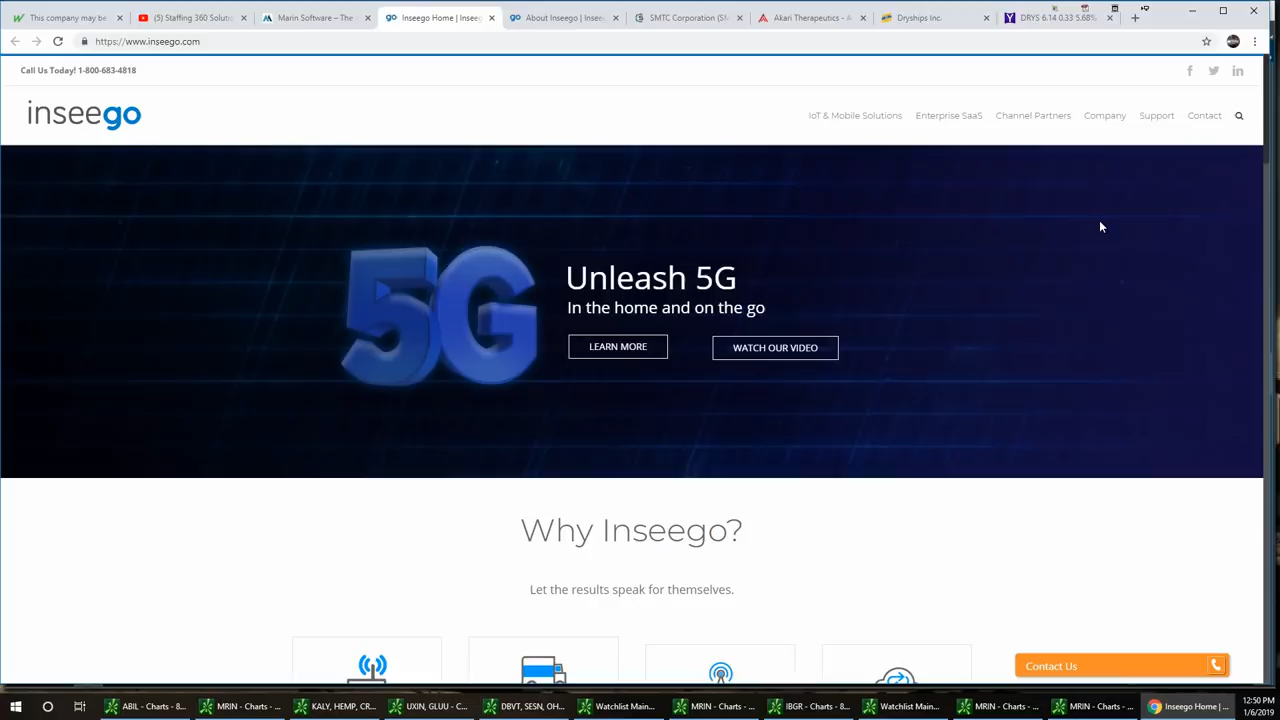 This company may be
(5) Staffing 360 Soluti
Marin Software – The
Inseego Home | Inseeg
About Inseego | Insee
SMTC Corporation (SM
Akari Therapeutics - A
Dryships Inc.
DRYS 6.14 0.33 5.68%
https://www.inseego.com
Call Us Today! 1-800-683-4818
inseego
IoT & Mobile Solutions
Enterprise SaaS
Channel Partners
Company
Support
Contact
5G
Unleash 5G
In the home and on the go
LEARN MORE
WATCH OUR VIDEO
Why Inseego?
Let the results speak for themselves.
Contact Us
ABIL - Charts - 8...
MRIN - Charts - ...
KALY, HEMP, CR...
UXIN, GLUU - C...
DBVT, SESN, OH...
Watchlist Main...
MRIN - Charts - ...
IBGR - Charts - 8...
Watchlist Main...
MRIN - Charts - ...
MRIN - Charts - ...
Inseego Home | ...
12:50 PM
1/6/2019